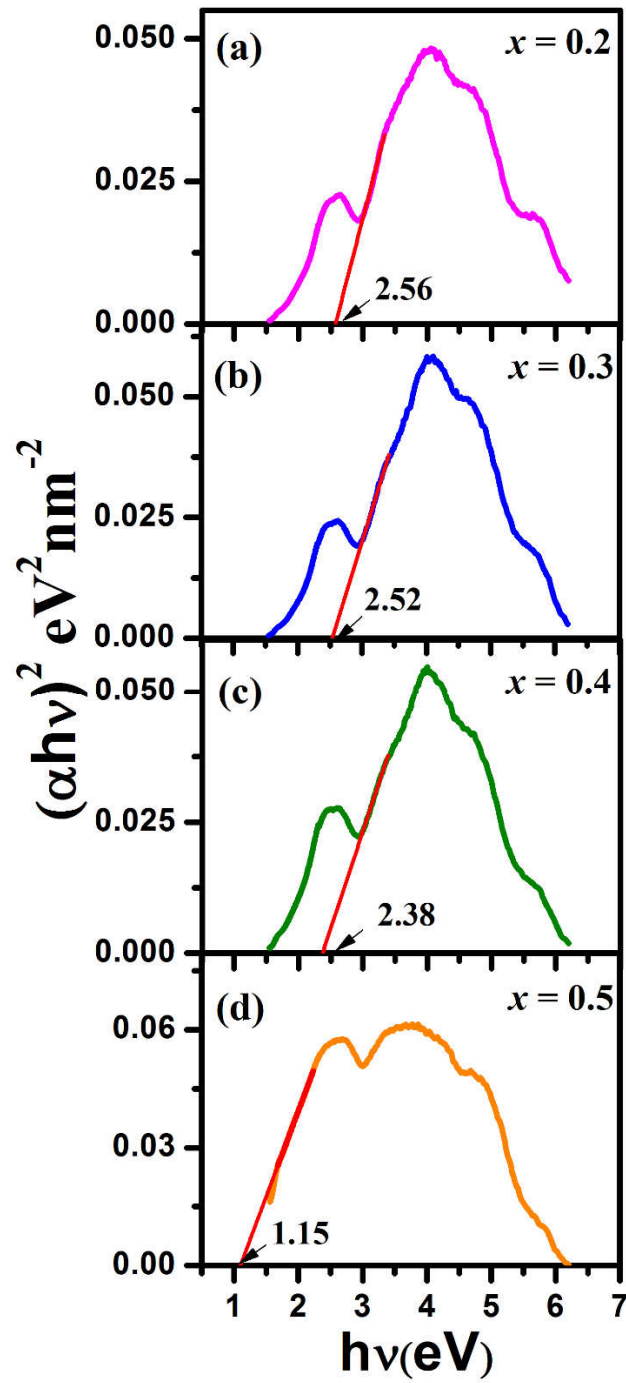 (a)
x = 0.2
0.050
0.025
0.000
2.56
(b)
x = 0.3
0.050
0.025
0.000
2.52
(c)
x = 0.4
0.050
0.025
0.000
2.38
(d)
x = 0.5
0.06
0.03
0.00
1.15
1 2 3 4 5 6 7
hν(eV)
(αhν)² eV²nm⁻²